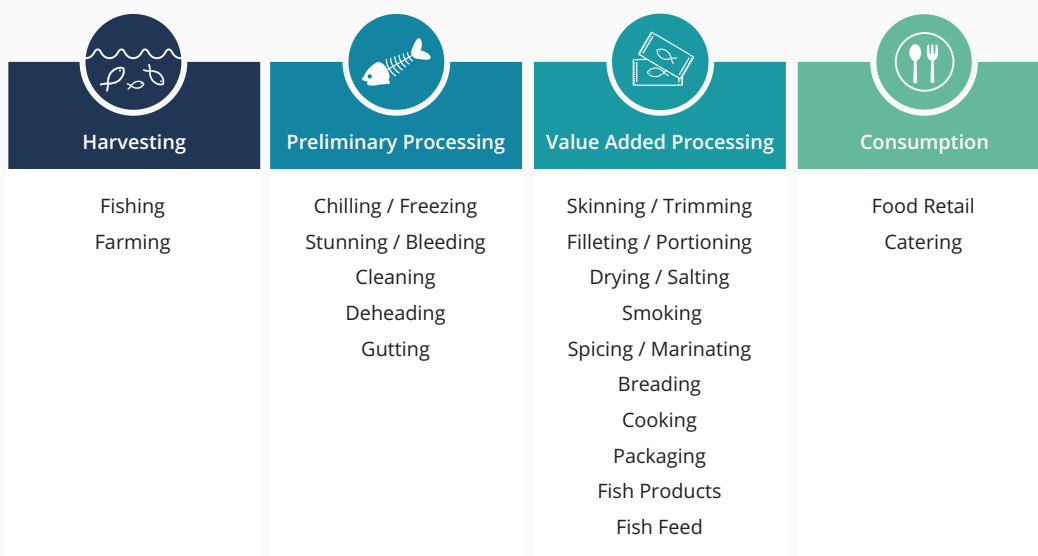 Harvesting
Fishing
Farming
Preliminary Processing
Chilling / Freezing
Stunning / Bleeding
Cleaning
Deheading
Gutting
Value Added Processing
Skinning / Trimming
Filleting / Portioning
Drying / Salting
Smoking
Spicing / Marinating
Breading
Cooking
Packaging
Fish Products
Fish Feed
Consumption
Food Retail
Catering